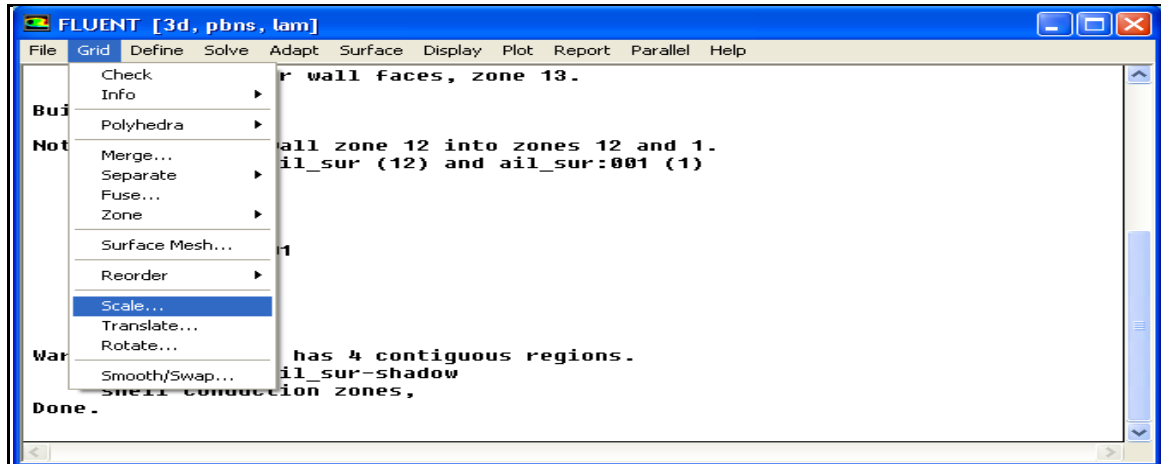 FLUENT [3d, pbns, lam]
File Grid Define Solve Adapt Surface Display Plot Report Parallel Help
Check
Info
Polyhedra
Merge...
Separate
Fuse...
Zone
Surface Mesh...
Reorder
Scale...
Translate...
Rotate...
Smooth/Swap...
r wall faces, zone 13.
Bui
Not all zone 12 into zones 12 and 1.
il_sur (12) and ail_sur:001 (1)
War has 4 contiguous regions.
il_sur-shadow
shell conduction zones,
Done.